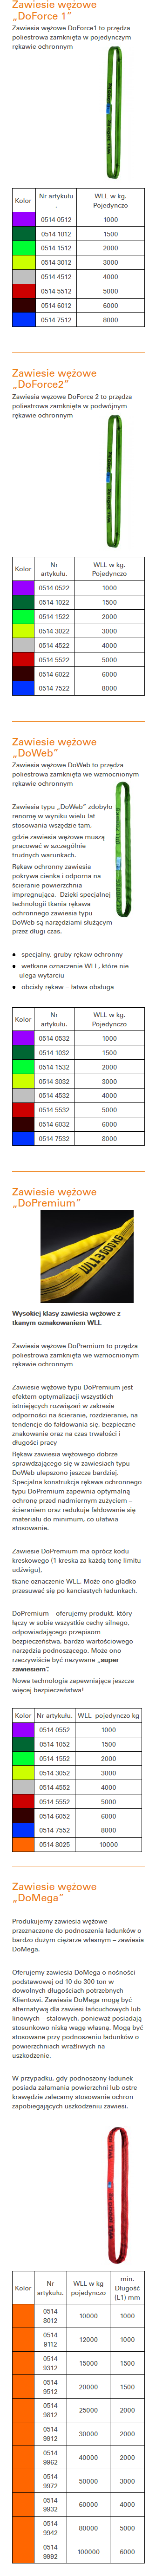 Zawiesie wężowe
„DoForce 1”
Zawiesia wężowe DoForce1 to przędza
poliestrowa zamknięta w pojedynczym
rękawie ochronnym
Kolor Nr artykułu . WLL w kg. Pojedynczo
0514 0512 1000
0514 1012 1500
0514 1512 2000
0514 3012 3000
0514 4512 4000
0514 5512 5000
0514 6012 6000
0514 7512 8000
Zawiesie wężowe
„DoForce2”
Zawiesia wężowe DoForce 2 to przędza
poliestrowa zamknięta w podwójnym
rękawie ochronnym
Kolor Nr artykułu. WLL w kg. Pojedynczo
0514 0522 1000
0514 1022 1500
0514 1522 2000
0514 3022 3000
0514 4522 4000
0514 5522 5000
0514 6022 6000
0514 7522 8000
Zawiesie wężowe
„DoWeb”
Zawiesia wężowe DoWeb to przędza
poliestrowa zamknięta we wzmocnionym
rękawie ochronny
Zawiesia typu „DoWeb” zdobyło
renomę w wyniku wielu lat
stosowania wszędzie tam,
gdzie zawiesia wężowe muszą
pracować w szczególnie
trudnych warunkach.
Rękaw ochronny zawiesia
pokrywa cienka i odporna na
ścieranie powierzchnia
impregnująca. Dzięki specjalnej
technologii tkania rękawa
ochronnego zawiesia typu
DoWeb są narzędziami służącym
przez długi czas.
● specjalny, gruby rękaw ochronny
● wetkane oznaczenie WLL, które nie
ulega wytarciu
● obcisły rękaw = łatwa obsługa
Kolor Nr artykułu. WLL w kg. Pojedynczo
0514 0532 1000
0514 1032 1500
0514 1532 2000
0514 3032 3000
0514 4532 4000
0514 5532 5000
0514 6032 6000
0514 7532 8000
Zawiesie wężowe
„DoPremium”
WLL 3000KG
Wysokiej klasy zawiesia wężowe z
tkanym oznakowaniem WLL
Zawiesia wężowe DoPremium to przędza
poliestrowa zamknięta we wzmocnionym
rękawie ochronnym
Zawiesie wężowe typu DoPremium jest
efektem optymalizacji wszystkich
istniejących rozwiązań w zakresie
odporności na ścieranie, rozdzieranie, na
tendencje do fałdowania się, bezpieczne
znakowanie oraz na czas trwałości i
długości pracy
Rękaw zawiesia wężowego dobrze
sprawdzającego się w zawiesiach typu
DoWeb ulepszono jeszcze bardziej.
Specjalna konstrukcja rękawa ochronnego
typu DoPremium zapewnia optymalną
ochronę przed nadmiernym zużyciem –
ścieraniem oraz redukuje fałdowanie się
materiału do minimum, co ułatwia
stosowanie.
Zawiesie DoPremium ma oprócz kodu
kreskowego (1 kreska za każdą tonę limitu
udźwigu),
tkane oznaczenie WLL. Może ono gładko
przesuwać się po kanciastych ładunkach.
DoPremium – oferujemy produkt, który
łączy w sobie wszystkie cechy silnego,
odpowiadającego przepisom
bezpieczeństwa, bardzo wartościowego
narzędzia podnoszącego. Może ono
rzeczywiście być nazywane „super
zawiesiem”.
Nowa technologia zapewniająca jeszcze
więcej bezpieczeństwa!
Kolor Nr artykułu. WLL pojedynczo kg
0514 0552 1000
0514 1052 1500
0514 1552 2000
0514 3052 3000
0514 4552 4000
0514 5552 5000
0514 6052 6000
0514 7552 8000
0514 8025 10000
Zawiesie wężowe
„DoMega”
Produkujemy zawiesia wężowe
przeznaczone do podnoszenia ładunków o
bardzo dużym ciężarze własnym – zawiesia
DoMega.
Oferujemy zawiesia DoMega o nośności
podstawowej od 10 do 300 ton w
dowolnych długościach potrzebnych
Klientowi. Zawiesia DoMega mogą być
alternatywą dla zawiesi łańcuchowych lub
linowych – stalowych, ponieważ posiadają
stosunkowo niską wagę własną. Mogą być
stosowane przy podnoszeniu ładunków o
powierzchniach wrażliwych na
uszkodzenie.
W przypadku, gdy podnoszony ładunek
posiada załamania powierzchni lub ostre
krawędzie zalecamy stosowanie ochron
zapobiegających uszkodzeniu zawiesi.
Kolor Nr artykułu. WLL w kg pojedynczo min. Długość (L1) mm
0514 8012 10000 1000
0514 9112 12000 1000
0514 9312 15000 1500
0514 9512 20000 1500
0514 9812 25000 2000
0514 9912 30000 2000
0514 9962 40000 2000
0514 9972 50000 3000
0514 9932 60000 4000
0514 9942 80000 5000
0514 9992 100000 6000